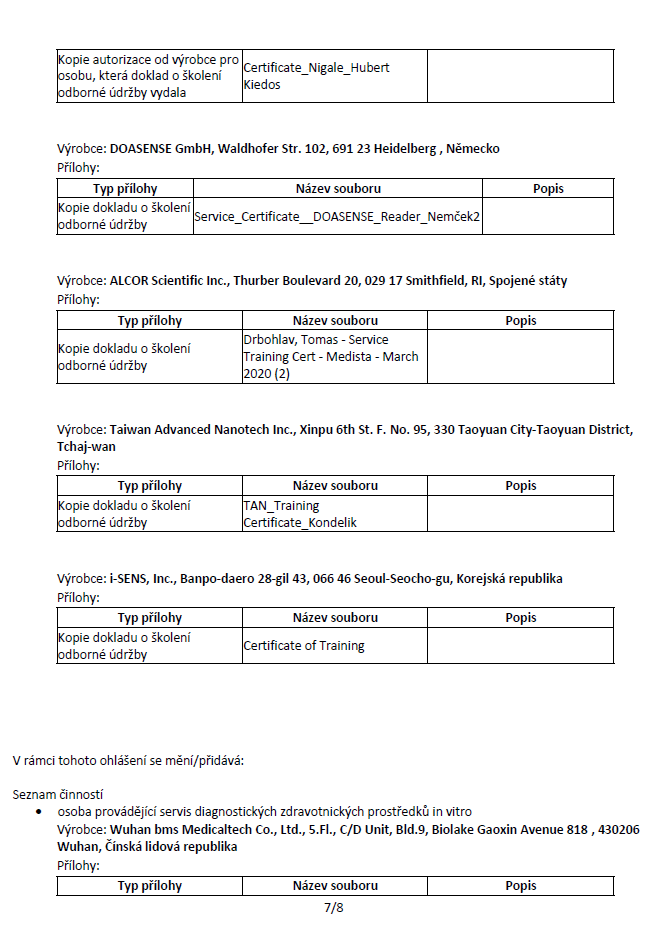 Kopie autorizace od výrobce pro
osobu, která doklad o školení
odborné údržby vydala
Certificate_Nigale_Hubert
Kiedos
Výrobce: DOASENSE GmbH, Waldhofer Str. 102, 691 23 Heidelberg , Německo
Přílohy:
Typ přílohy Název souboru Popis
Kopie dokladu o školení
odborné údržby
Service_Certificate__DOASENSE_Reader_Nemček2
Výrobce: ALCOR Scientific Inc., Thurber Boulevard 20, 029 17 Smithfield, RI, Spojené státy
Přílohy:
Typ přílohy Název souboru Popis
Kopie dokladu o školení
odborné údržby
Drbohlav, Tomas - Service
Training Cert - Medista - March
2020 (2)
Výrobce: Taiwan Advanced Nanotech Inc., Xinpu 6th St. F. No. 95, 330 Taoyuan City-Taoyuan District,
Tchaj-wan
Přílohy:
Typ přílohy Název souboru Popis
Kopie dokladu o školení
odborné údržby
TAN_Training
Certificate_Kondelik
Výrobce: i-SENS, Inc., Banpo-daero 28-gil 43, 066 46 Seoul-Seocho-gu, Korejská republika
Přílohy:
Typ přílohy Název souboru Popis
Kopie dokladu o školení
odborné údržby
Certificate of Training
V rámci tohoto ohlášení se mění/přidává:
Seznam činností
• osoba provádějící servis diagnostických zdravotnických prostředků in vitro
Výrobce: Wuhan bms Medicaltech Co., Ltd., 5.Fl., C/D Unit, Bld.9, Biolake Gaoxin Avenue 818 , 430206
Wuhan, Čínská lidová republika
Přílohy:
Typ přílohy Název souboru Popis
7/8